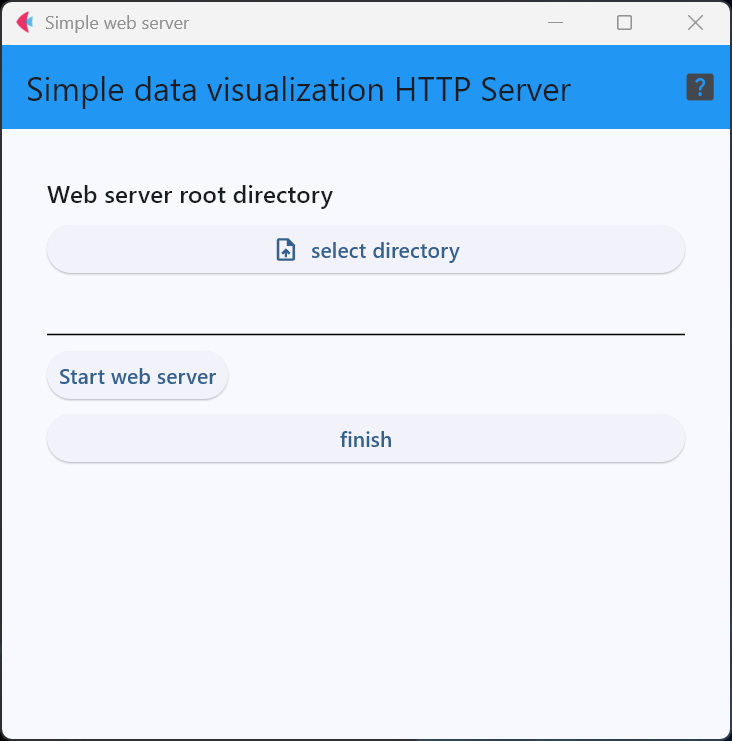 Simple web server
Simple data visualization HTTP Server
?
Web server root directory
select directory
Start web server
finish